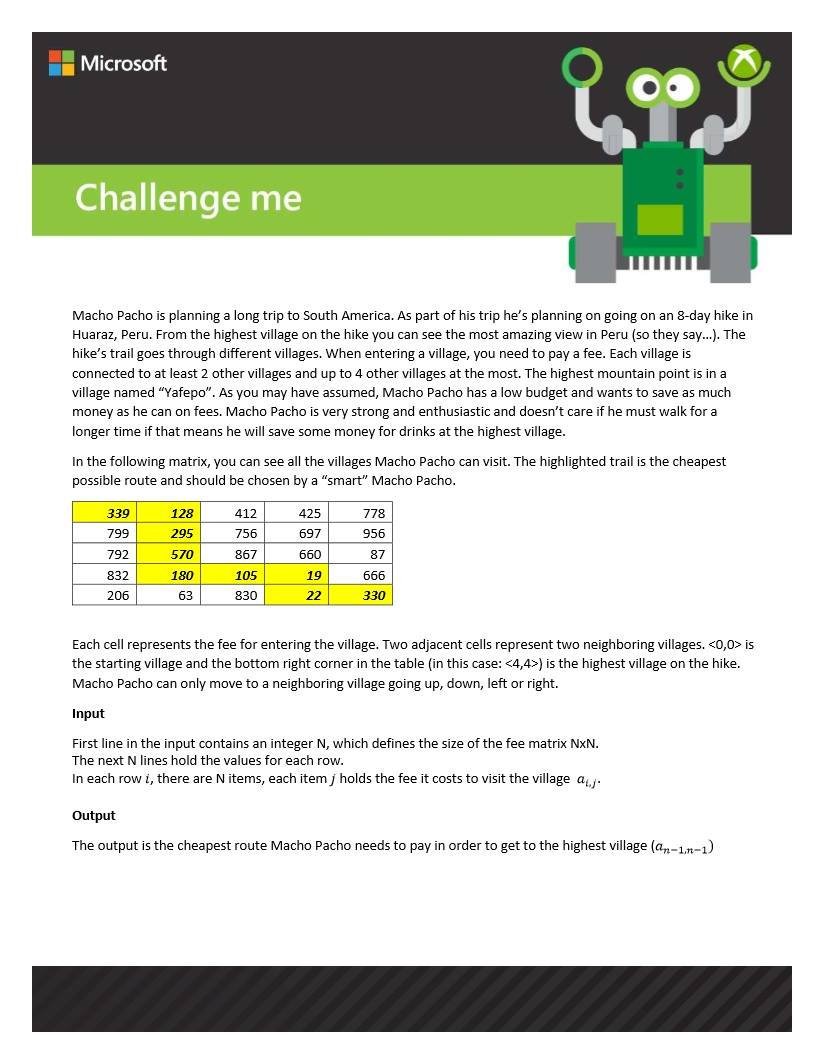 Microsoft
Challenge me
Macho Pacho is planning a long trip to South America. As part of his trip he's planning on going on an 8-day hike in
Huaraz, Peru. From the highest village on the hike you can see the most amazing view in Peru (so they say…). The
hike's trail goes through different villages. When entering a village, you need to pay a fee. Each village is
connected to at least 2 other villages and up to 4 other villages at the most. The highest mountain point is in a
village named “Yafepo”. As you may have assumed, Macho Pacho has a low budget and wants to save as much
money as he can on fees. Macho Pacho is very strong and enthusiastic and doesn't care if he must walk for a
longer time if that means he will save some money for drinks at the highest village.
In the following matrix, you can see all the villages Macho Pacho can visit. The highlighted trail is the cheapest
possible route and should be chosen by a “smart” Macho Pacho.
339 128 412 425 778
799 295 756 697 956
792 570 867 660 87
832 180 105 19 666
206 63 830 22 330
Each cell represents the fee for entering the village. Two adjacent cells represent two neighboring villages. <0,0> is
the starting village and the bottom right corner in the table (in this case: <4,4>) is the highest village on the hike.
Macho Pacho can only move to a neighboring village going up, down, left or right.
Input
First line in the input contains an integer N, which defines the size of the fee matrix NxN.
The next N lines hold the values for each row.
In each row i, there are N items, each item j holds the fee it costs to visit the village a_{i,j}.
Output
The output is the cheapest route Macho Pacho needs to pay in order to get to the highest village (a_{n−1,n−1})